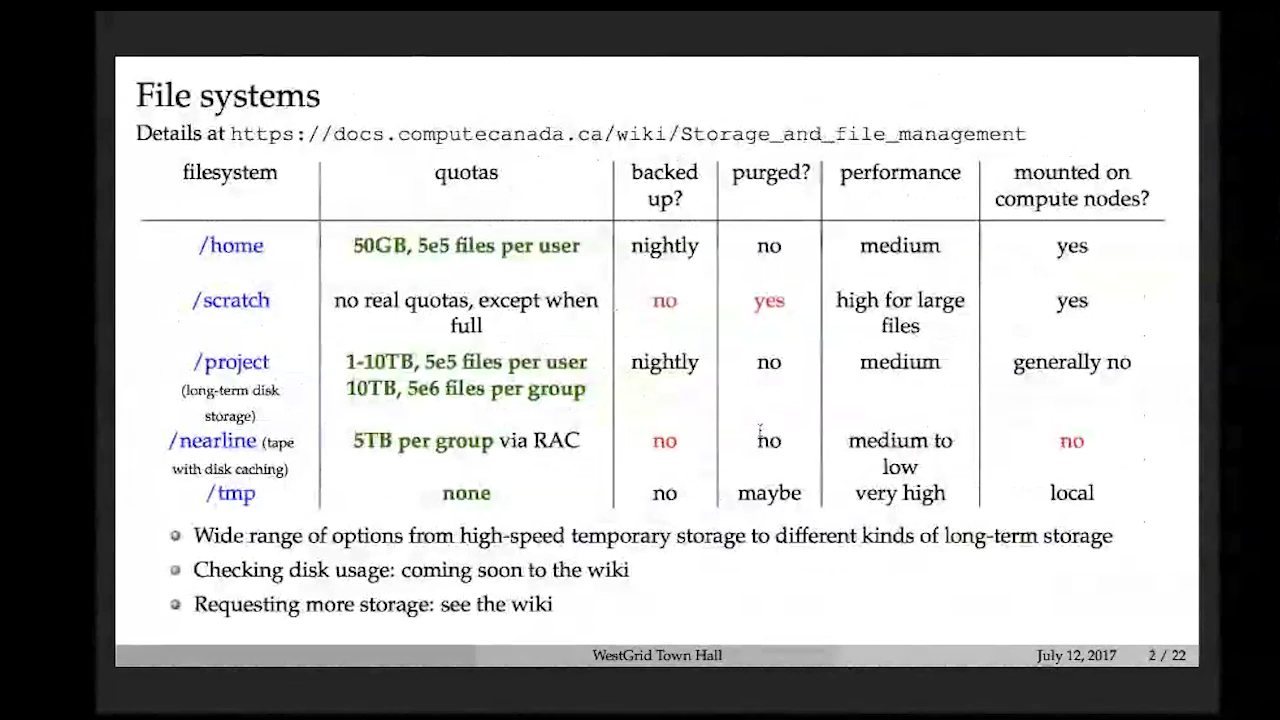 File systems
Details at https://docs.computecanada.ca/wiki/Storage_and_file_management
filesystem quotas backed up? purged? performance mounted on compute nodes?
/home 50GB, 5e5 files per user nightly no medium yes
/scratch no real quotas, except when full no yes high for large files yes
/project (long-term disk storage) 1-10TB, 5e5 files per user 10TB, 5e6 files per group nightly no medium generally no
/nearline (tape with disk caching) 5TB per group via RAC no no medium to low no
/tmp none no maybe very high local
Wide range of options from high-speed temporary storage to different kinds of long-term storage
Checking disk usage: coming soon to the wiki
Requesting more storage: see the wiki
WestGrid Town Hall July 12, 2017 2 / 22